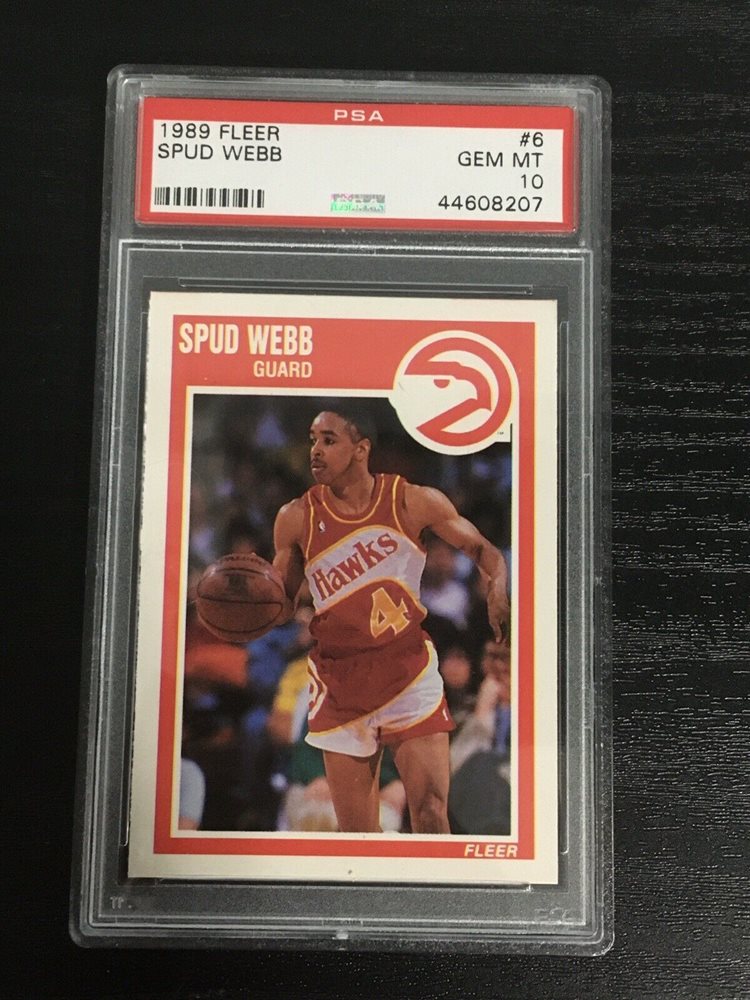 PSA
1989 FLEER #6
SPUD WEBB GEM MT
10
44608207
SPUD WEBB
GUARD
Hawks
4
FLEER